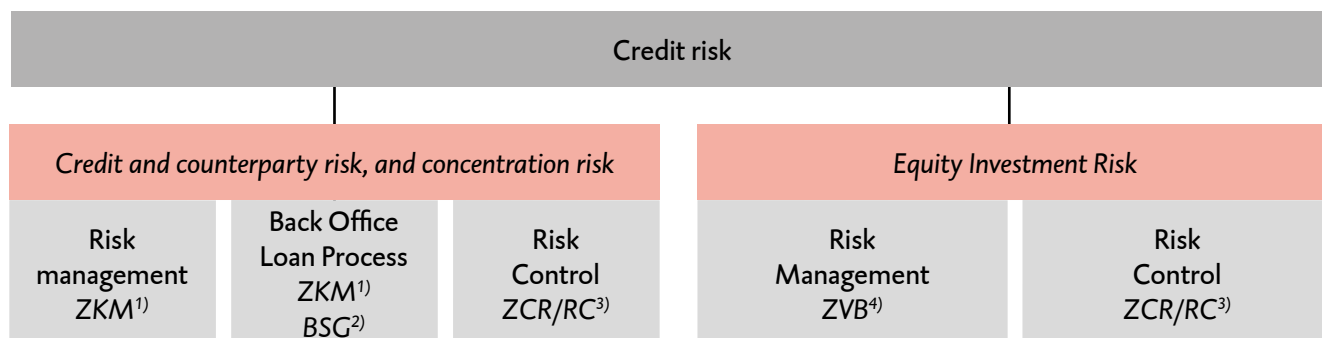 Credit risk
Credit and counterparty risk, and concentration risk
Equity Investment Risk
Risk
management
ZKM1)
Back Office
Loan Process
ZKM1)
BSG2)
Risk
Control
ZCR/RC3)
Risk
Management
ZVB4)
Risk
Control
ZCR/RC3)